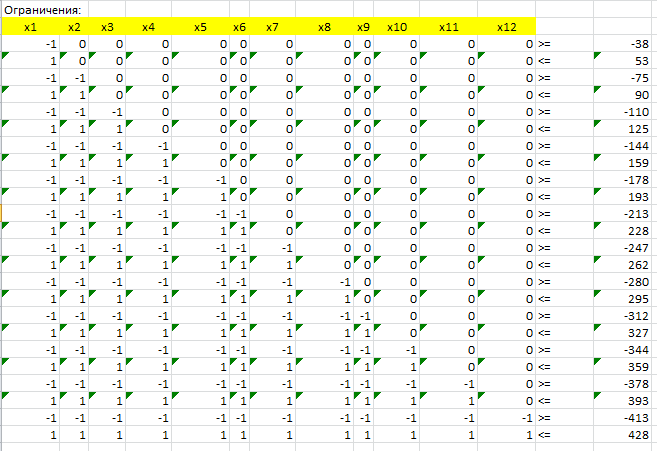 Ограничения:
x1 x2 x3 x4 x5 x6 x7 x8 x9 x10 x11 x12
-1 0 0 0 0 0 0 0 0 0 0 0 >= -38
1 0 0 0 0 0 0 0 0 0 0 0 <= 53
-1 -1 0 0 0 0 0 0 0 0 0 0 >= -75
1 1 0 0 0 0 0 0 0 0 0 0 <= 90
-1 -1 -1 0 0 0 0 0 0 0 0 0 >= -110
1 1 1 0 0 0 0 0 0 0 0 0 <= 125
-1 -1 -1 -1 0 0 0 0 0 0 0 0 >= -144
1 1 1 1 0 0 0 0 0 0 0 0 <= 159
-1 -1 -1 -1 -1 0 0 0 0 0 0 0 >= -178
1 1 1 1 1 0 0 0 0 0 0 0 <= 193
-1 -1 -1 -1 -1 -1 0 0 0 0 0 0 >= -213
1 1 1 1 1 1 0 0 0 0 0 0 <= 228
-1 -1 -1 -1 -1 -1 -1 0 0 0 0 0 >= -247
1 1 1 1 1 1 1 0 0 0 0 0 <= 262
-1 -1 -1 -1 -1 -1 -1 -1 0 0 0 0 >= -280
1 1 1 1 1 1 1 1 0 0 0 0 <= 295
-1 -1 -1 -1 -1 -1 -1 -1 -1 0 0 0 >= -312
1 1 1 1 1 1 1 1 1 0 0 0 <= 327
-1 -1 -1 -1 -1 -1 -1 -1 -1 -1 0 0 >= -344
1 1 1 1 1 1 1 1 1 1 0 0 <= 359
-1 -1 -1 -1 -1 -1 -1 -1 -1 -1 -1 0 >= -378
1 1 1 1 1 1 1 1 1 1 1 0 <= 393
-1 -1 -1 -1 -1 -1 -1 -1 -1 -1 -1 -1 >= -413
1 1 1 1 1 1 1 1 1 1 1 1 <= 428